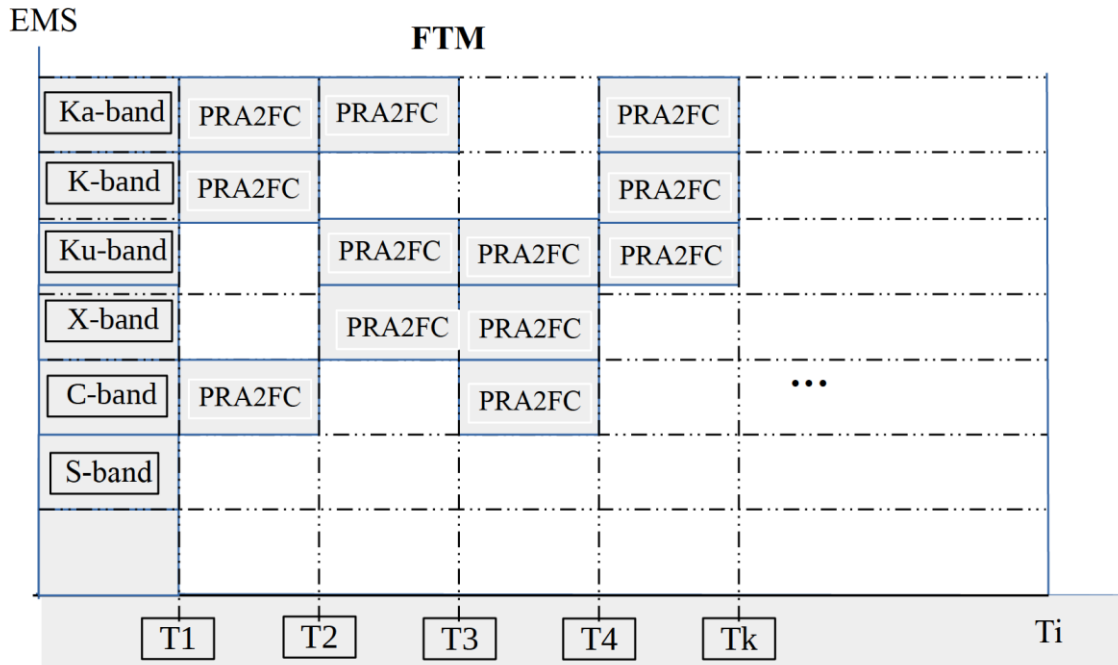 EMS
FTM
Ka-band PRA2FC PRA2FC PRA2FC
K-band PRA2FC PRA2FC
Ku-band PRA2FC PRA2FC PRA2FC
X-band PRA2FC PRA2FC
C-band PRA2FC PRA2FC ...
S-band
T1 T2 T3 T4 Tk Ti